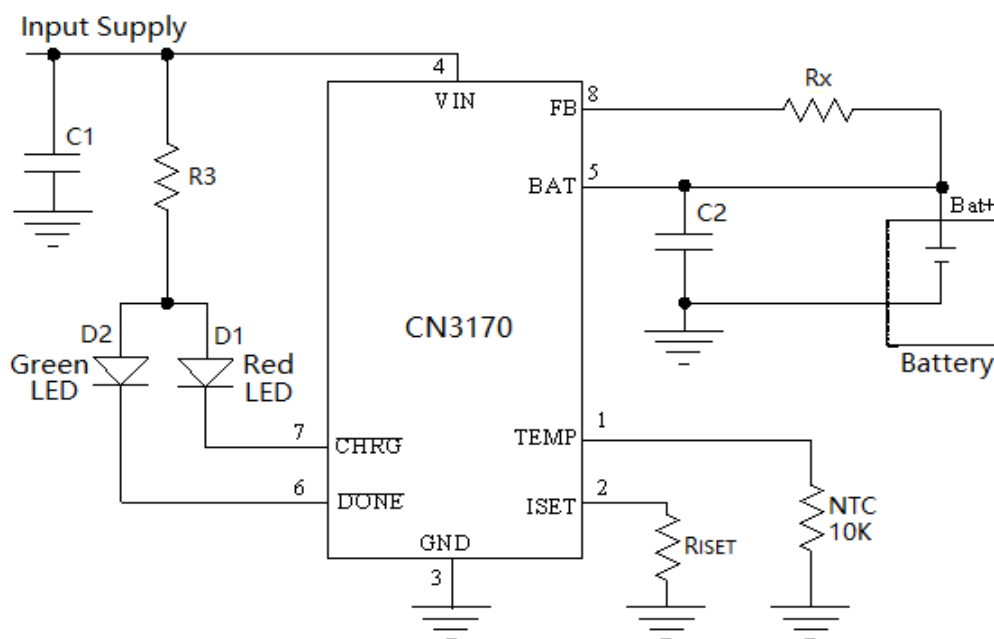 Input Supply
4
VIN
C1
R3
FB
8
Rx
BAT
5
C2
Bat+
CN3170
Battery
D2
D1
Green
LED
Red
LED
7
CHRG
6
DONE
TEMP
1
ISET
2
RISET
NTC
10K
GND
3